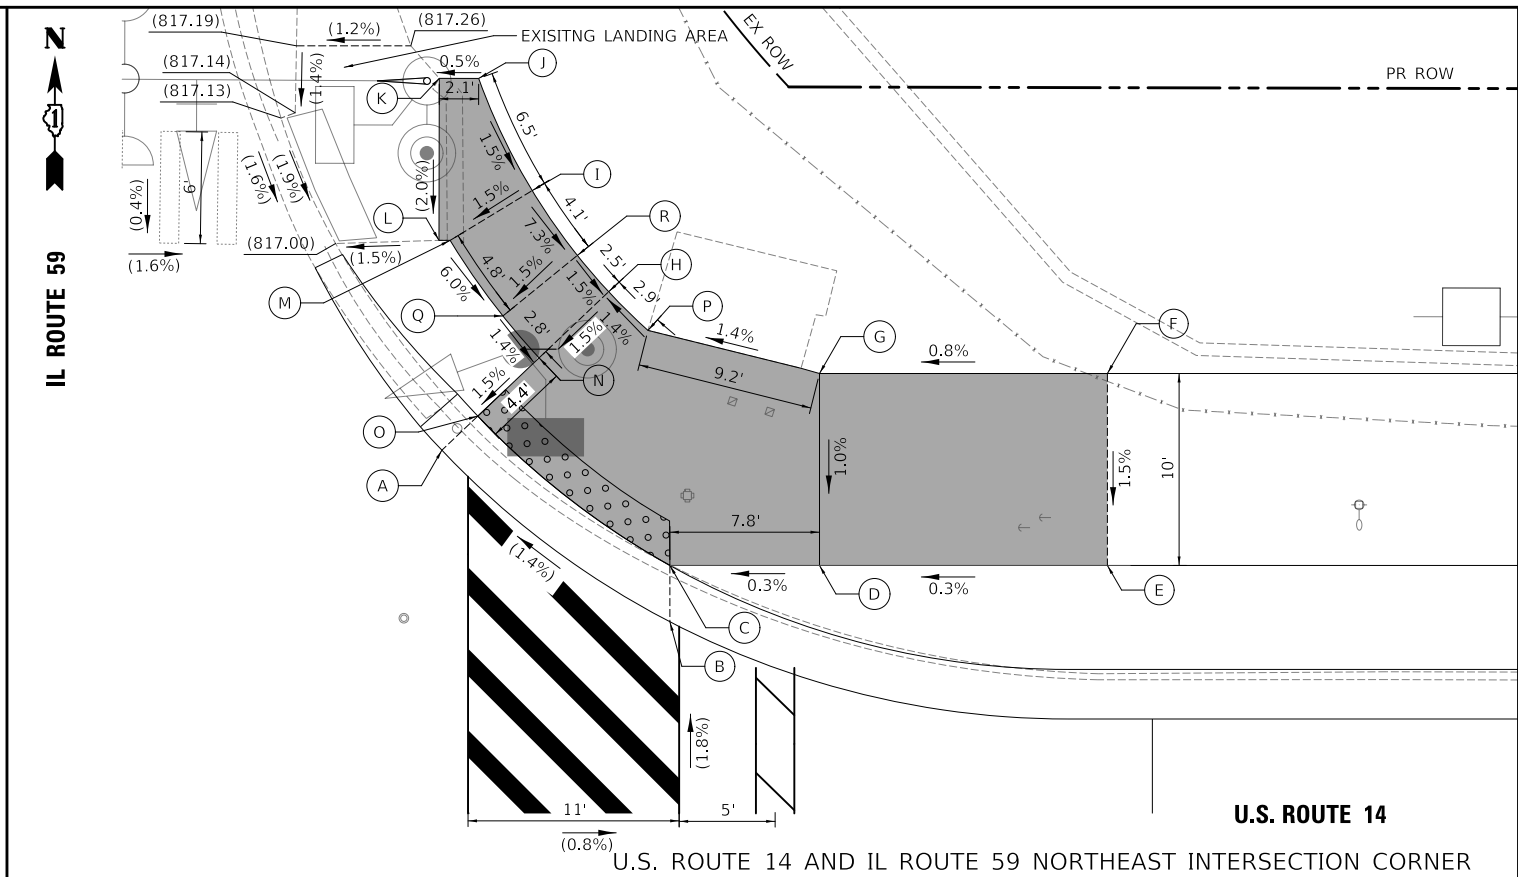 N
1
IL ROUTE 59
(817.19)
(1.2%)
(817.26)
EXISITNG LANDING AREA
(817.14)
(817.13)
(1.4%)
0.5%
J
K
2.1'
EX ROW
PR ROW
6.5'
1.5%
(1.6%)
(1.9%)
6'
(0.4%)
(1.6%)
(2.0%)
1.5%
I
4.1'
L
R
(817.00)
(1.5%)
7.3%
2.5'
H
M
6.0%
4.8'
1.5%
1.5%
2.9'
P
Q
2.8'
1.4%
1.4%
1.5%
1.4%
G
0.8%
F
9.2'
N
1.5%
4.4'
O
A
1.0%
1.5%
10'
7.8'
(1.4%)
0.3%
D
0.3%
E
C
B
(1.8%)
11'
5'
(0.8%)
U.S. ROUTE 14
U.S. ROUTE 14 AND IL ROUTE 59 NORTHEAST INTERSECTION CORNER